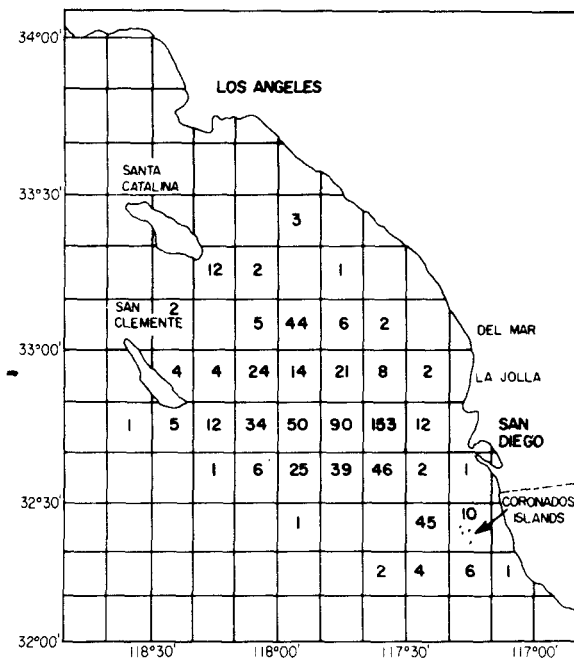 34°00'
LOS ANGELES
SANTA
CATALINA
33°30'
3
12 2 1
2
SAN
CLEMENTE
5 44 6 2
DEL MAR
33°00'
4 4 24 14 21 8 2
LA JOLLA
1 5 12 34 50 90 153 12
SAN
DIEGO
1 6 25 39 46 2 1
32°30'
CORONADOS
ISLANDS
1 45 10
2 4 6 1
32°00'
118°30' 118°00' 117°30' 117°00'